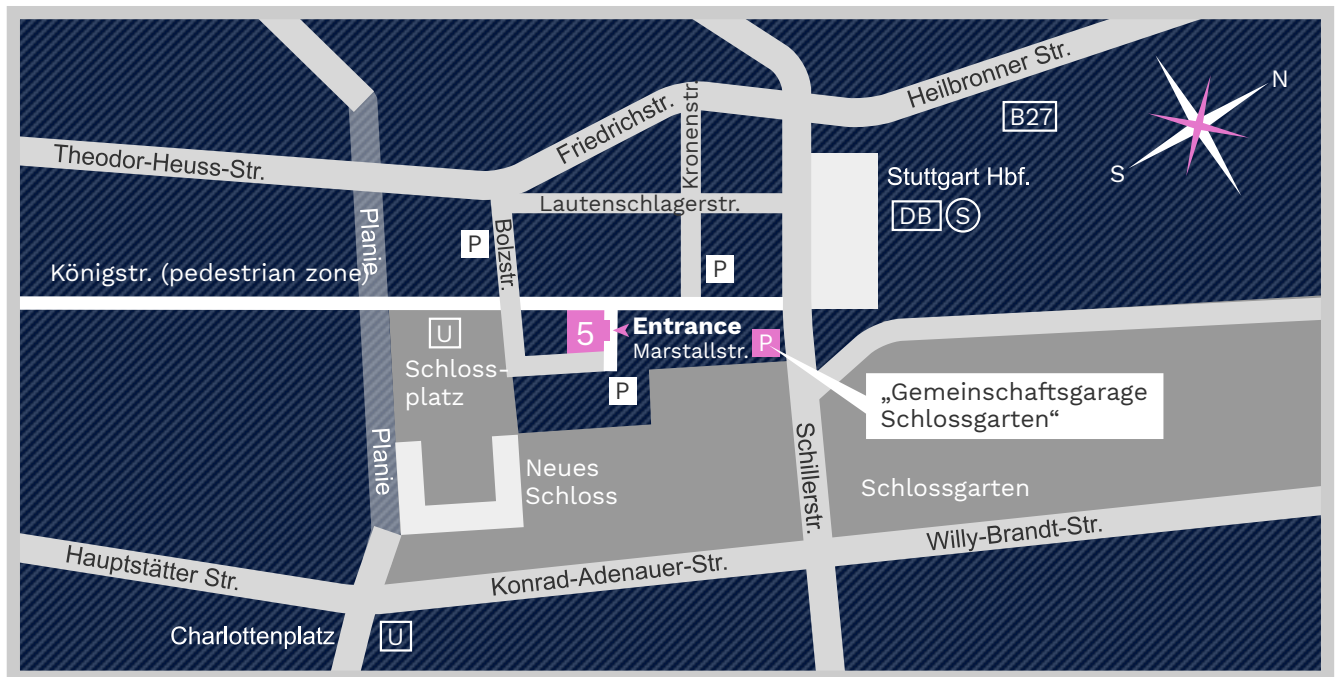 Heilbronner Str.
N
B27
Friedrichstr.
Kronenstr.
Theodor-Heuss-Str.
S
Stuttgart Hbf.
Lautenschlagerstr.
DB S
Planie
Bolzstr.
P
P
Königstr. (pedestrian zone)
U
5
Entrance
Marstallstr.
P
Schloss-
platz
P
„Gemeinschaftsgarage
Schlossgarten“
Planie
Schillerstr.
Neues
Schloss
Schlossgarten
Willy-Brandt-Str.
Hauptstätter Str.
Konrad-Adenauer-Str.
Charlottenplatz
U